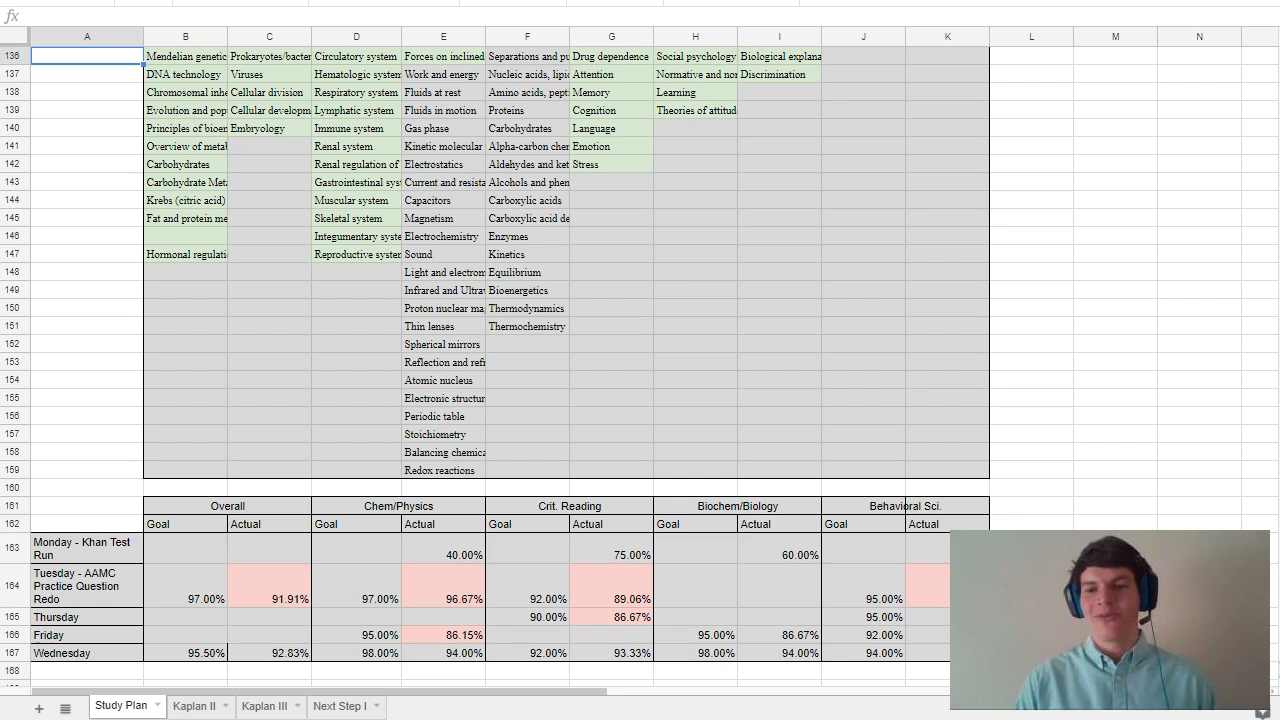 fx
A B C D E F G H I J K L M N
136 Mendelian genetic Prokaryotes/bacter Circulatory system Forces on inclined Separations and pu Drug dependence Social psychology Biological explana
137 DNA technology Viruses Hematologic system Work and energy Nucleic acids, lipid Attention Normative and non Discrimination
138 Chromosomal inhe Cellular division Respiratory system Fluids at rest Amino acids, pept Memory Learning
139 Evolution and pop Cellular developm Lymphatic system Fluids in motion Proteins Cognition Theories of attitud
140 Principles of bioen Embryology Immune system Gas phase Carbohydrates Language
141 Overview of metab Renal system Kinetic molecular Alpha-carbon chem Emotion
142 Carbohydrates Renal regulation of Electrostatics Aldehydes and ket Stress
143 Carbohydrate Meta Gastrointestinal syst Current and resista Alcohols and phen
144 Krebs (citric acid) Muscular system Capacitors Carboxylic acids
145 Fat and protein me Skeletal system Magnetism Carboxylic acid de
146 Integumentary syste Electrochemistry Enzymes
147 Hormonal regulati Reproductive system Sound Kinetics
148 Light and electrom Equilibrium
149 Infrared and Ultrav Bioenergetics
150 Proton nuclear ma Thermodynamics
151 Thin lenses Thermochemistry
152 Spherical mirrors
153 Reflection and refr
154 Atomic nucleus
155 Electronic structur
156 Periodic table
157 Stoichiometry
158 Balancing chemica
159 Redox reactions
160
161 Overall Chem/Physics Crit. Reading Biochem/Biology Behavioral Sci.
162 Goal Actual Goal Actual Goal Actual Goal Actual Goal Actual
163 Monday - Khan Test 40.00% 75.00% 60.00%
Run
164 Tuesday - AAMC
Practice Question
Redo 97.00% 91.91% 97.00% 96.67% 92.00% 89.06% 95.00%
165 Thursday 90.00% 86.67% 95.00%
166 Friday 95.00% 86.15% 95.00% 86.67% 92.00%
167 Wednesday 95.50% 92.83% 98.00% 94.00% 92.00% 93.33% 98.00% 94.00% 94.00%
168
Study Plan Kaplan II Kaplan III Next Step I